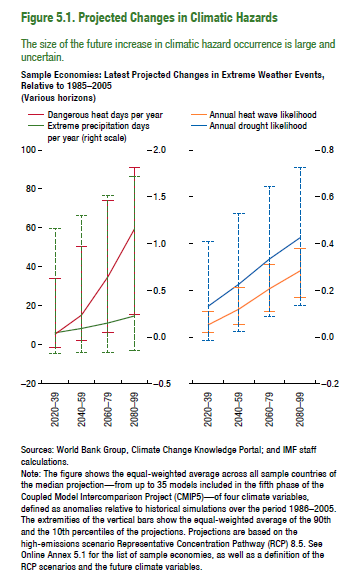 Figure 5.1. Projected Changes in Climatic Hazards
The size of the future increase in climatic hazard occurrence is large and
uncertain.
Sample Economies: Latest Projected Changes in Extreme Weather Events,
Relative to 1985–2005
(Various horizons)
Dangerous heat days per year
Extreme precipitation days
per year (right scale)
Annual heat wave likelihood
Annual drought likelihood
100
80
60
40
20
0
–20
2.0
1.5
1.0
0.5
0.0
–0.5
0.8
0.6
0.4
0.2
0.0
–0.2
2020–39
2040–59
2060–79
2080–99
2020–39
2040–59
2060–79
2080–99
Sources: World Bank Group, Climate Change Knowledge Portal; and IMF staff
calculations.
Note: The figure shows the equal-weighted average across all sample countries of
the median projection—from up to 35 models included in the fifth phase of the
Coupled Model Intercomparison Project (CMIP5)—of four climate variables,
defined as anomalies relative to historical simulations over the period 1986–2005.
The extremities of the vertical bars show the equal-weighted average of the 90th
and the 10th percentiles of the projections. Projections are based on the
high-emissions scenario Representative Concentration Pathway (RCP) 8.5. See
Online Annex 5.1 for the list of sample economies, as well as a definition of the
RCP scenarios and the future climate variables.